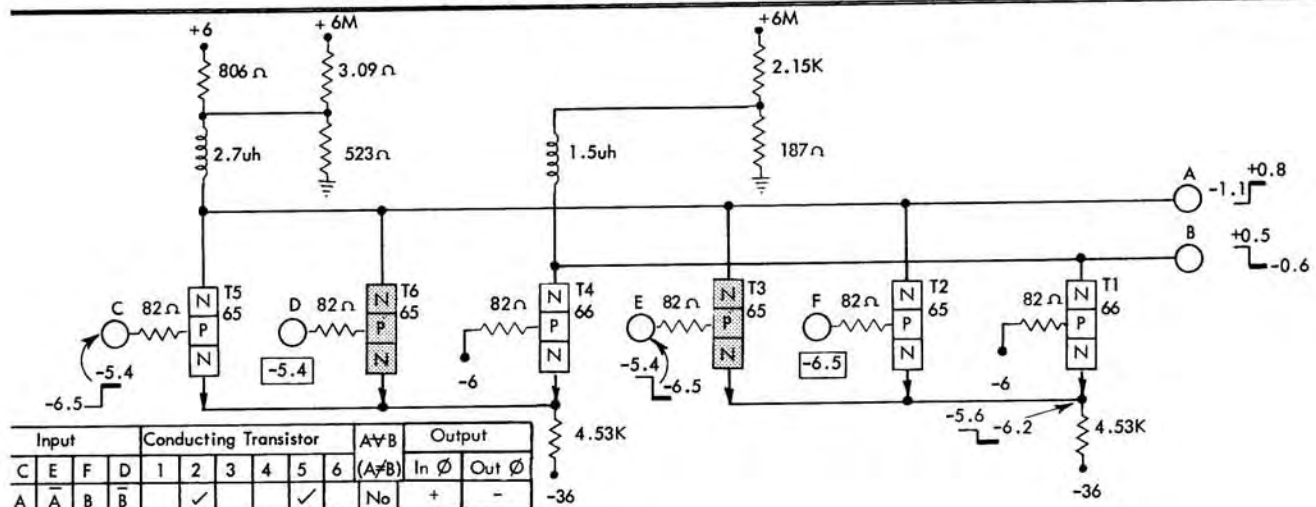 +6
+6M
+6M
806Ω
3.09Ω
2.15K
2.7uh
523Ω
1.5uh
187Ω
A
-1.1
+0.8
B
+0.5
-0.6
C
82Ω
N
P
N
T5
65
D
82Ω
N
P
N
T6
65
82Ω
N
P
N
T4
66
E
82Ω
N
P
N
T3
65
F
82Ω
N
P
N
T2
65
82Ω
N
P
N
T1
66
-5.4
-6.5
-5.4
-6
-5.4
-6.5
-6.5
-6
-5.6
-6.2
4.53K
-36
4.53K
-36
Input Conducting Transistor A∀B Output
C E F D 1 2 3 4 5 6 (A≠B) In Ø Out Ø
A A̅ B B̅ ✓ ✓ No + -